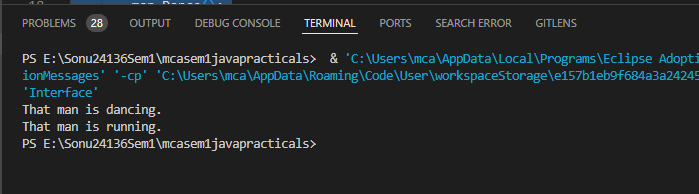 man.Dance();
PROBLEMS 28 OUTPUT DEBUG CONSOLE TERMINAL PORTS SEARCH ERROR GITLENS
PS E:\Sonu24136Sem1\mcasem1javapracticals> & 'C:\Users\mca\AppData\Local\Programs\Eclipse Adopti
ionMessages' '-cp' 'C:\Users\mca\AppData\Roaming\Code\User\workspaceStorage\e157b1eb9f684a3a24245
'Interface'
That man is dancing.
That man is running.
PS E:\Sonu24136Sem1\mcasem1javapracticals>